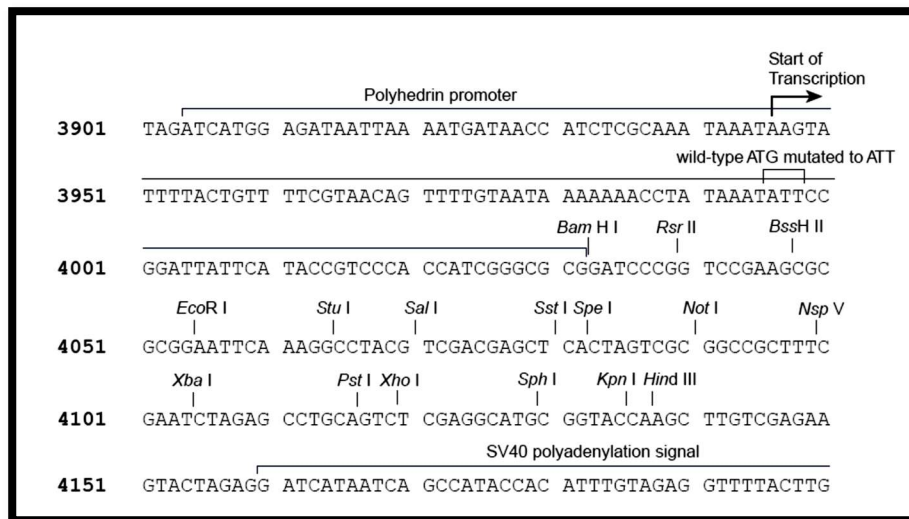 Start of
Transcription
Polyhedrin promoter
3901 TAGATCATGG AGATAATTAA AATGATAACC ATCTCGCAAA TAAATAAGTA
wild-type ATG mutated to ATT
3951 TTTTACTGTT TTCGTAACAG TTTTGTAATA AAAAAACCTA TAAATATTCC
BamH I Rsr II BssH II
4001 GGATTATTCA TACCGTCCCA CCATCGGGCG CGGATCCCGG TCCGAAGCGC
EcoR I Stu I Sal I Sst I Spe I Not I Nsp V
4051 GCGGAATTCA AAGGCCTACG TCGACGAGCT CACTAGTCGC GGCCGCTTTC
Xba I Pst I Xho I Sph I Kpn I Hind III
4101 GAATCTAGAG CCTGCAGTCT CGAGGCATGC GGTACCAAGC TTGTCGAGAA
SV40 polyadenylation signal
4151 GTACTAGAGG ATCATAATCA GCCATACCAC ATTTGTAGAG GTTTTACTTG